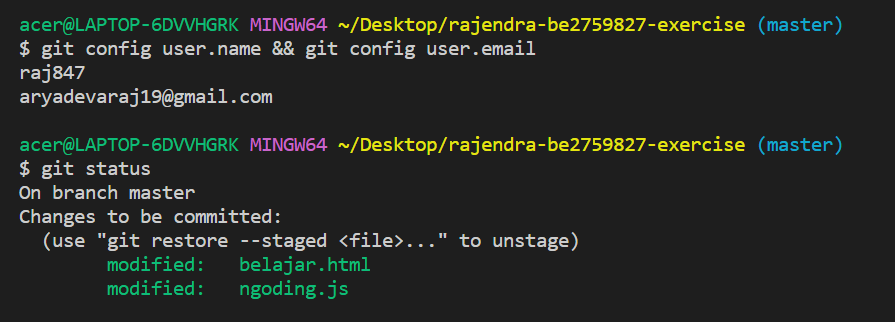 acer@LAPTOP-6DVVHGRK MINGW64 ~/Desktop/rajendra-be2759827-exercise (master)
$ git config user.name && git config user.email
raj847
aryadevaraj19@gmail.com
acer@LAPTOP-6DVVHGRK MINGW64 ~/Desktop/rajendra-be2759827-exercise (master)
$ git status
On branch master
Changes to be committed:
  (use "git restore --staged <file>..." to unstage)
        modified:   belajar.html
        modified:   ngoding.js